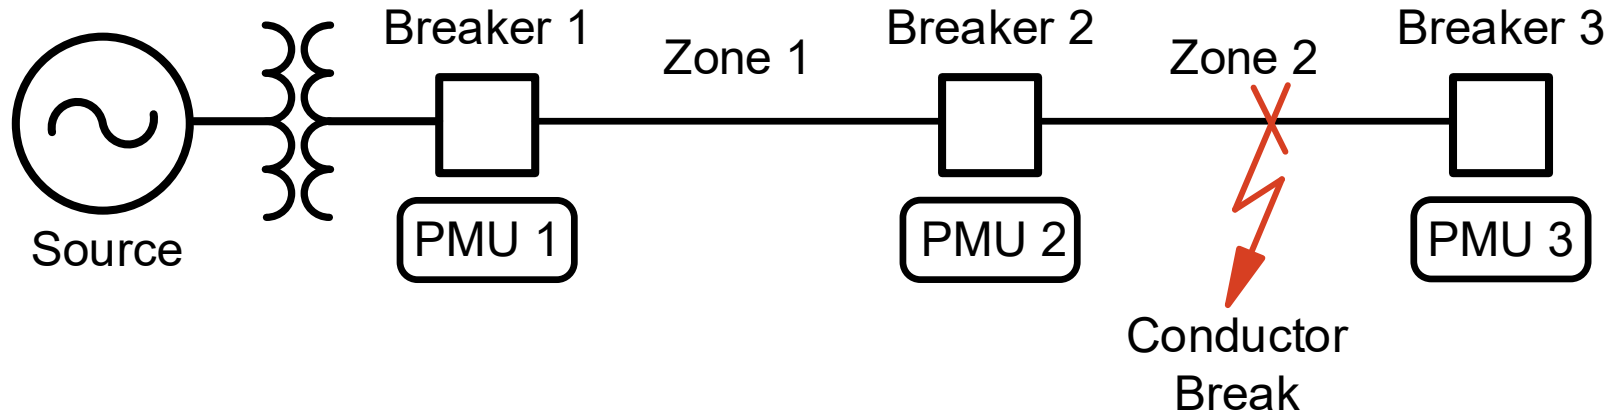 Breaker 1
Breaker 2
Breaker 3
Zone 1
Zone 2
PMU 1
PMU 2
PMU 3
Source
Conductor
Break